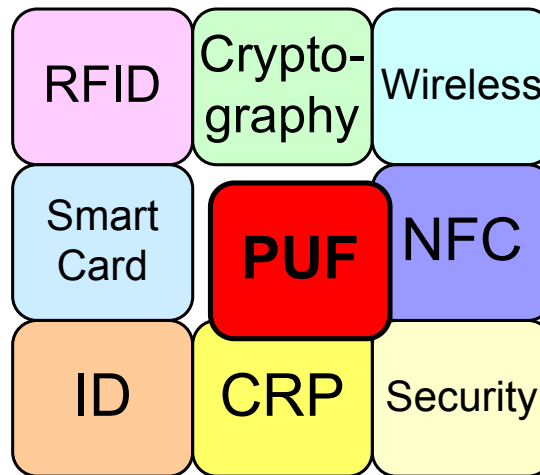 RFID
Crypto-
graphy
Wireless
Smart
Card
PUF
NFC
ID
CRP
Security